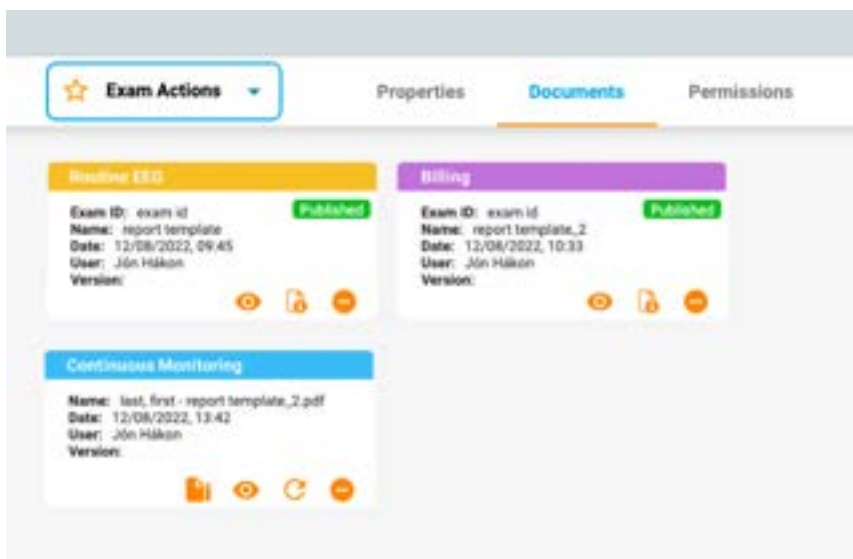 Exam Actions
Properties
Documents
Permissions
Routine EEG
Published
Exam ID: exam id
Name: report template
Date: 12/08/2022, 09:45
User: Jón Hákon
Version:
Billing
Published
Exam ID: exam id
Name: report template_2
Date: 12/08/2022, 10:33
User: Jón Hákon
Version:
Continuous Monitoring
Name: last, first - report template_2.pdf
Date: 12/08/2022, 13:42
User: Jón Hákon
Version: